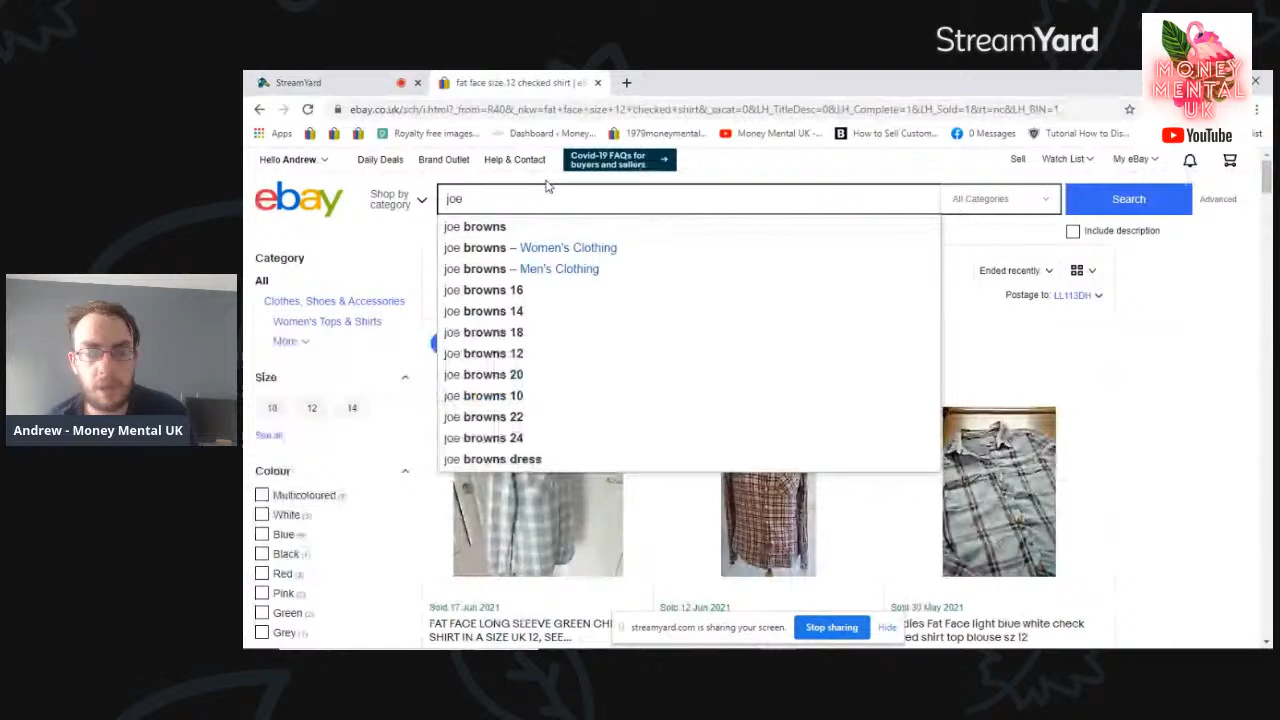 StreamYard
MONEY
MENTAL
UK
YouTube
StreamYard
fat face size 12 checked shirt | e
ebay.co.uk/sch/i.html?_from=R40&_nkw=fat+face+size+12+checked+shirt&_sacat=0&LH_TitleDesc=0&LH_Complete=1&LH_Sold=1&rt=nc&LH_BIN=1...
Apps
Royalty free images...
Dashboard ‹ Money...
1979moneymental...
Money Mental UK -...
How to Sell Custom...
0 Messages
Tutorial How to Dis...
Hello Andrew.
Daily Deals
Brand Outlet
Help & Contact
Covid-19 FAQs for
buyers and sellers
Sell
Watch List
My eBay
ebay
Shop by
category
joe
All Categories
Search
Advanced
Include description
joe browns
joe browns – Women's Clothing
joe browns – Men's Clothing
joe browns 16
joe browns 14
joe browns 18
joe browns 12
joe browns 20
joe browns 10
joe browns 22
joe browns 24
joe browns dress
Ended recently
Postage to: LL113DH
Category
All
Clothes, Shoes & Accessories
Women's Tops & Shirts
More
Size
10 12 14
See all
Colour
Multicoloured
White
Blue
Black
Red
Pink
Green
Grey
Sold 17 Jun 2021
FAT FACE LONG SLEEVE GREEN CH
SHIRT IN A SIZE UK 12, SEE...
Sold 12 Jun 2021
Sold 30 May 2021
dies Fat Face light blue white check
ed shirt top blouse sz 12
streamyard.com is sharing your screen.
Stop sharing
Hide
Andrew - Money Mental UK